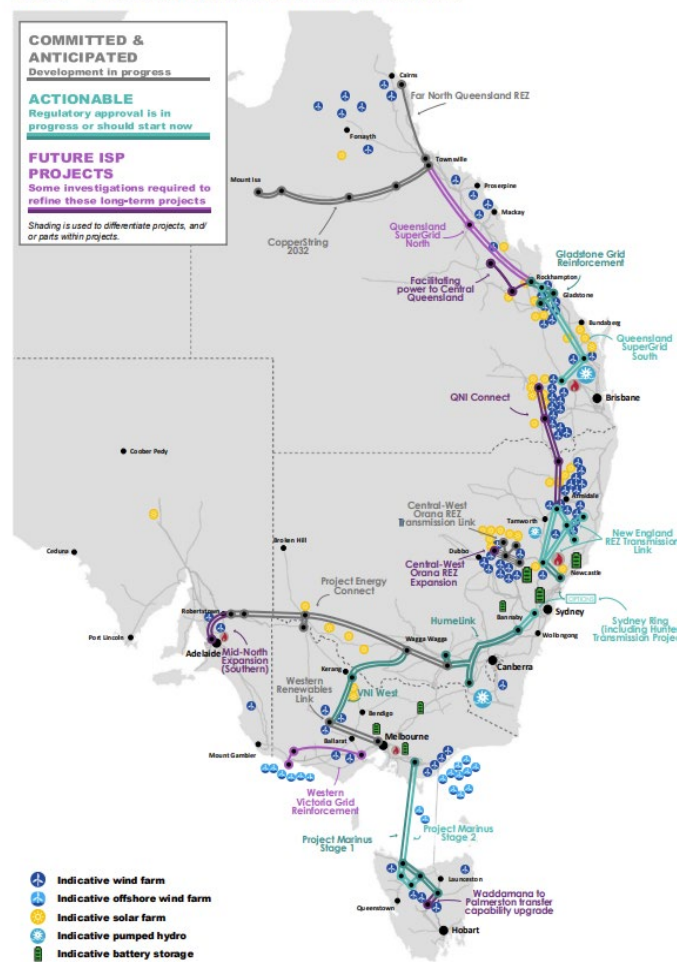 COMMITTED &
ANTICIPATED
Development in progress
ACTIONABLE
Regulatory approval is in
progress or should start now
FUTURE ISP
PROJECTS
Some investigations required to
refine these long-term projects
Shading is used to differentiate projects, and/
or parts within projects.
Cairns
Far North Queensland REZ
Forsayth
Townsville
Mount Isa
Proserpine
Mackay
CopperString
2032
Queensland
SuperGrid
North
Gladstone Grid
Reinforcement
Facilitating
power to Central
Queensland
Rockhampton
Gladstone
Bundaberg
Queensland
SuperGrid
South
QNI Connect
Brisbane
Coober Pedy
Armidale
Central-West
Orana REZ
Transmission Link
Tamworth
New England
REZ Transmission
Link
Broken Hill
Dubbo
Ceduna
Central-West
Orana REZ
Expansion
Newcastle
Project Energy
Connect
OPTIONS
Sydney
Bannaby
Sydney Ring
(including Hunter
Transmission Project
Robertstown
HumeLink
Wollongong
Port Lincoln
Adelaide
Mid-North
Expansion
(Southern)
Wagga Wagga
Canberra
Kerang
Western
Renewables
Link
VNI West
Bendigo
Ballarat
Melbourne
Mount Gambier
Western
Victoria Grid
Reinforcement
Project Marinus
Stage 1
Project Marinus
Stage 2
Launceston
Queenstown
Waddamana to
Palmerston transfer
capability upgrade
Hobart
Indicative wind farm
Indicative offshore wind farm
Indicative solar farm
Indicative pumped hydro
Indicative battery storage